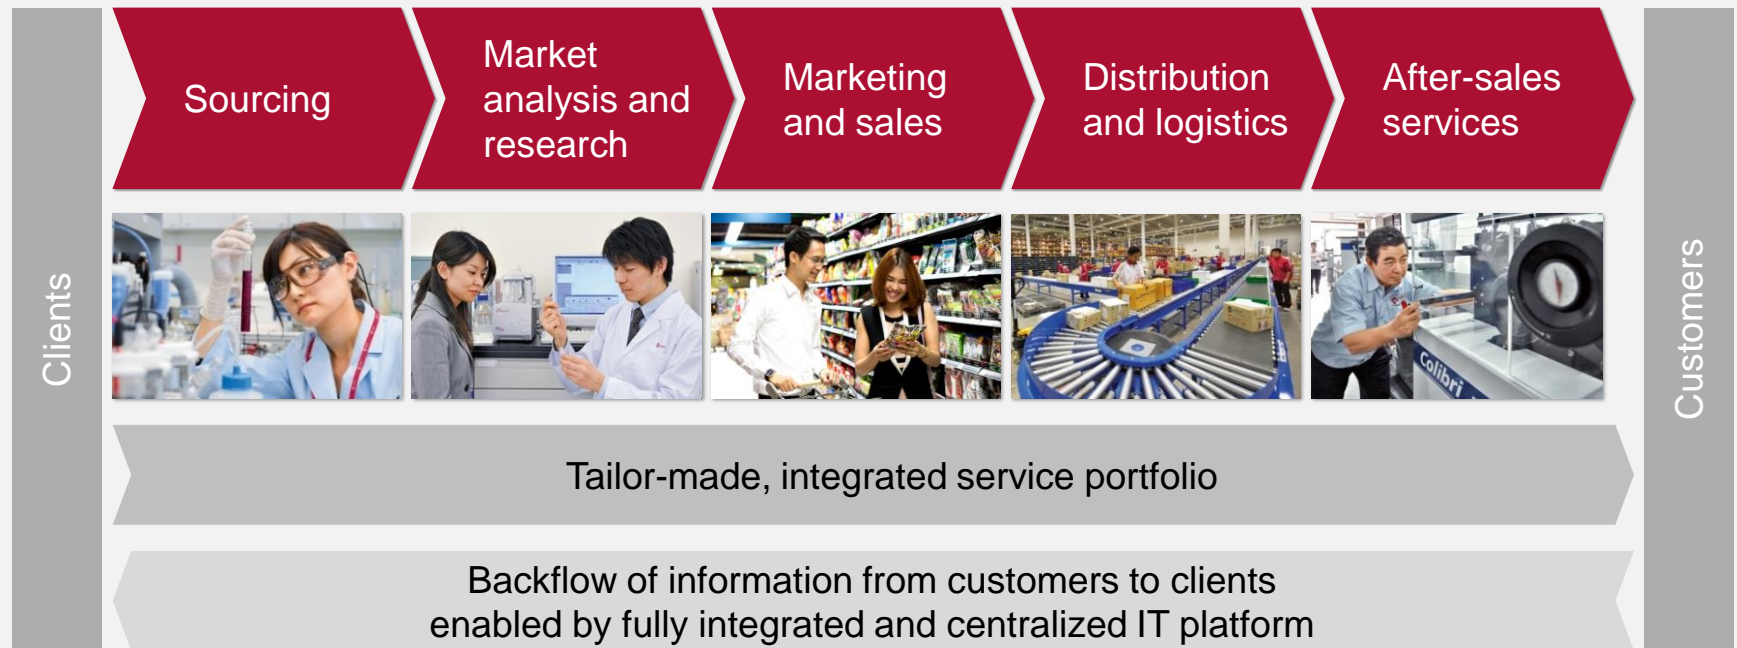 Clients
Sourcing
Market
analysis and
research
Marketing
and sales
Distribution
and logistics
After-sales
services
Colibri
Tailor-made, integrated service portfolio
Backflow of information from customers to clients
enabled by fully integrated and centralized IT platform
Customers